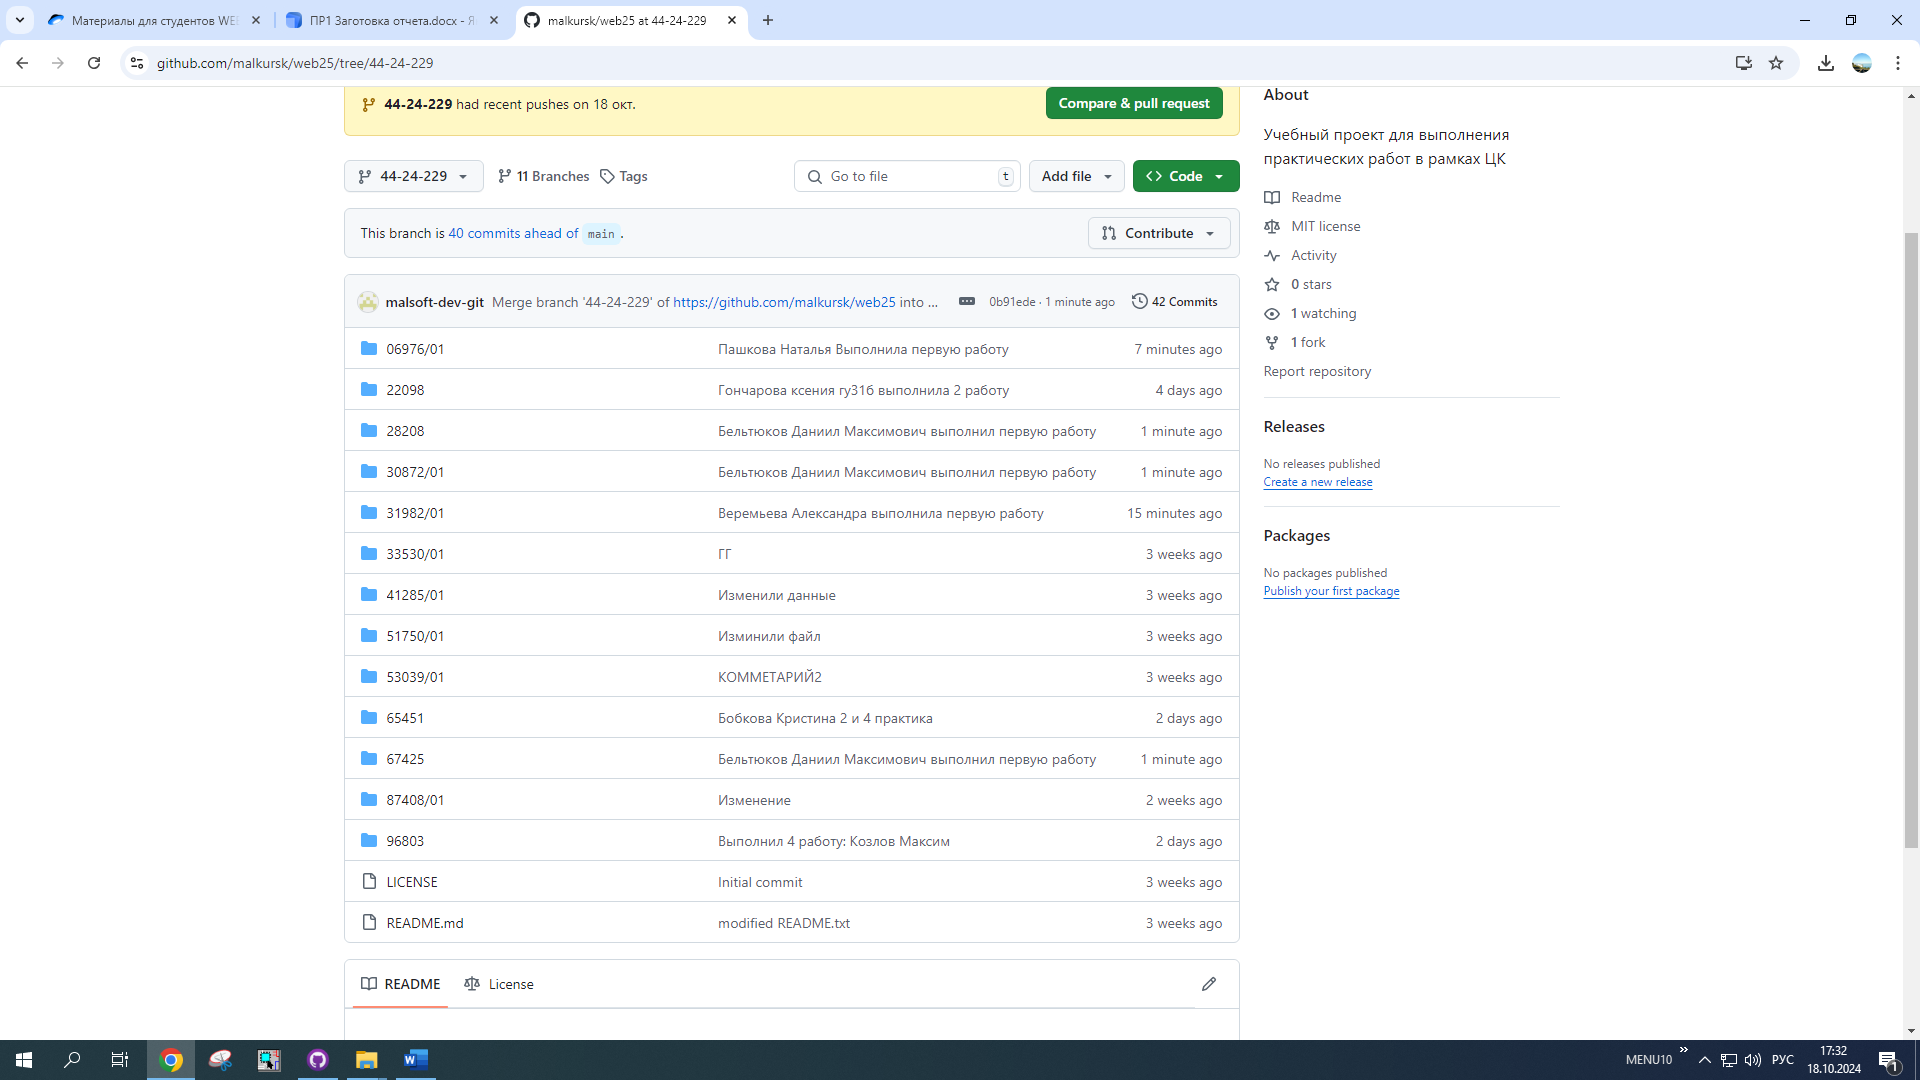 Материалы для студентов WEB
ПР1 Заготовка отчета.docx - Я
malkursk/web25 at 44-24-229
github.com/malkursk/web25/tree/44-24-229
44-24-229 had recent pushes on 18 окт.
Compare & pull request
44-24-229
11 Branches
Tags
Go to file
t
Add file
Code
This branch is 40 commits ahead of main.
Contribute
malsoft-dev-git Merge branch '44-24-229' of https://github.com/malkursk/web25 into ...
0b91ede · 1 minute ago
42 Commits
06976/01 Пашкова Наталья Выполнила первую работу 7 minutes ago
22098 Гончарова ксения гу31б выполнила 2 работу 4 days ago
28208 Бельтюков Даниил Максимович выполнил первую работу 1 minute ago
30872/01 Бельтюков Даниил Максимович выполнил первую работу 1 minute ago
31982/01 Веремьева Александра выполнила первую работу 15 minutes ago
33530/01 ГГ 3 weeks ago
41285/01 Изменили данные 3 weeks ago
51750/01 Изминили файл 3 weeks ago
53039/01 КОММЕТАРИЙ2 3 weeks ago
65451 Бобкова Кристина 2 и 4 практика 2 days ago
67425 Бельтюков Даниил Максимович выполнил первую работу 1 minute ago
87408/01 Изменение 2 weeks ago
96803 Выполнил 4 работу: Козлов Максим 2 days ago
LICENSE Initial commit 3 weeks ago
README.md modified README.txt 3 weeks ago
README
License
About
Учебный проект для выполнения
практических работ в рамках ЦК
Readme
MIT license
Activity
0 stars
1 watching
1 fork
Report repository
Releases
No releases published
Create a new release
Packages
No packages published
Publish your first package
MENU10
РУС
17:32
18.10.2024
1